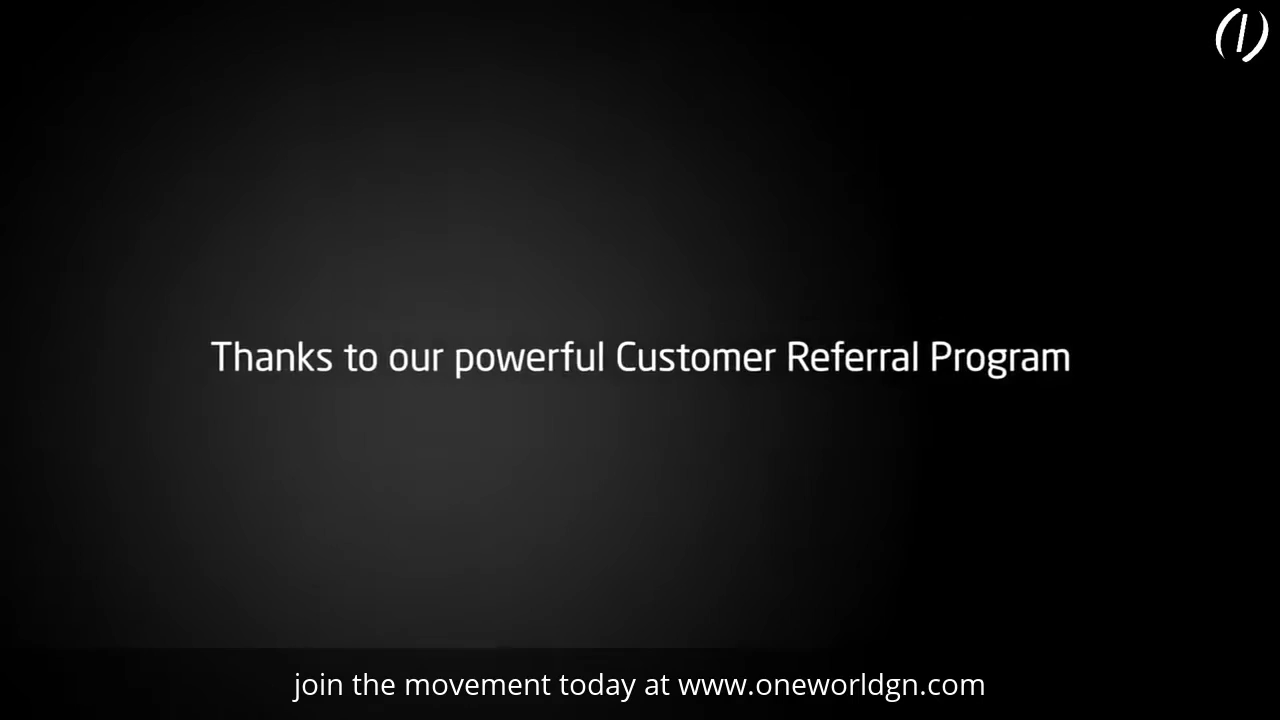 Thanks to our powerful Customer Referral Program
join the movement today at www.oneworldgn.com